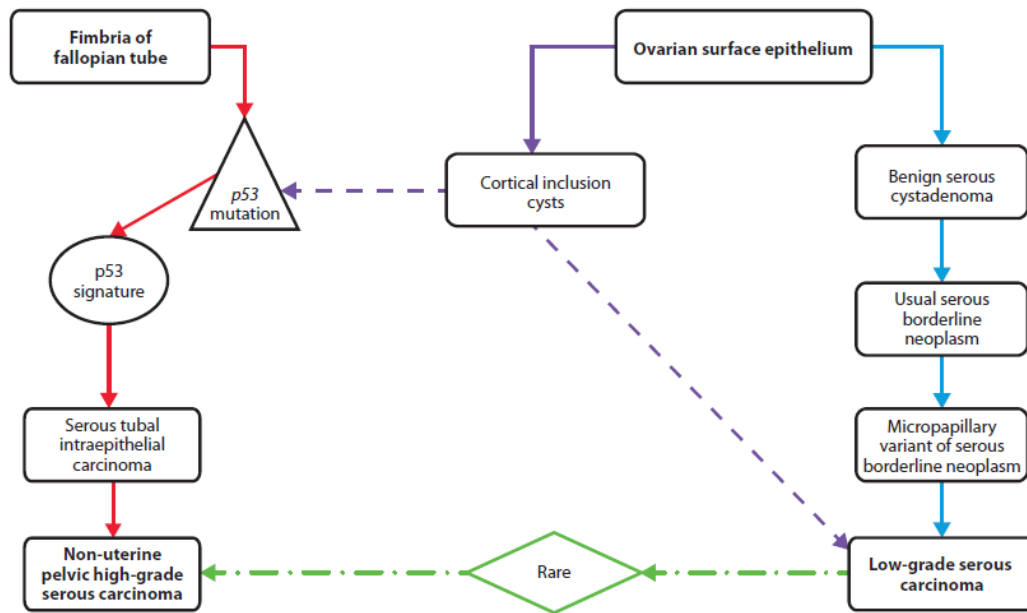 Fimbria of
fallopian tube
Ovarian surface epithelium
p53
mutation
Cortical inclusion
cysts
Benign serous
cystadenoma
p53
signature
Usual serous
borderline
neoplasm
Serous tubal
intraepithelial
carcinoma
Micropapillary
variant of serous
borderline neoplasm
Non-uterine
pelvic high-grade
serous carcinoma
Rare
Low-grade serous
carcinoma